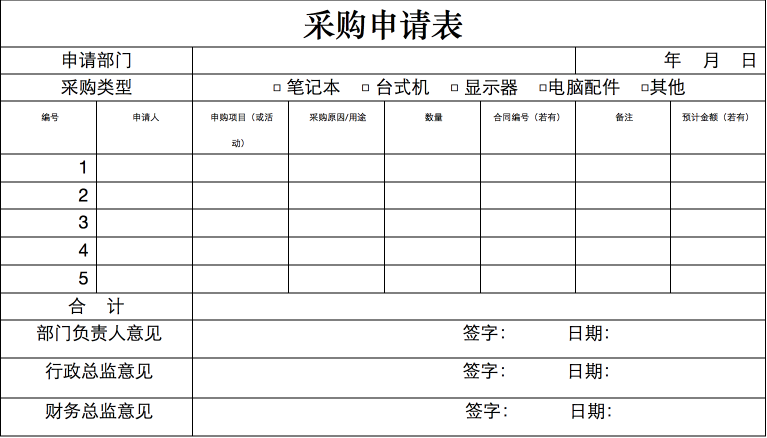 采购申请表
申请部门 年 月 日
采购类型 □ 笔记本 □ 台式机 □ 显示器 □电脑配件 □其他
编号 申请人 申购项目（或活动） 采购原因/用途 数量 合同编号（若有） 备注 预计金额（若有）
1
2
3
4
5
合 计
部门负责人意见 签字： 日期：
行政总监意见 签字： 日期：
财务总监意见 签字： 日期：